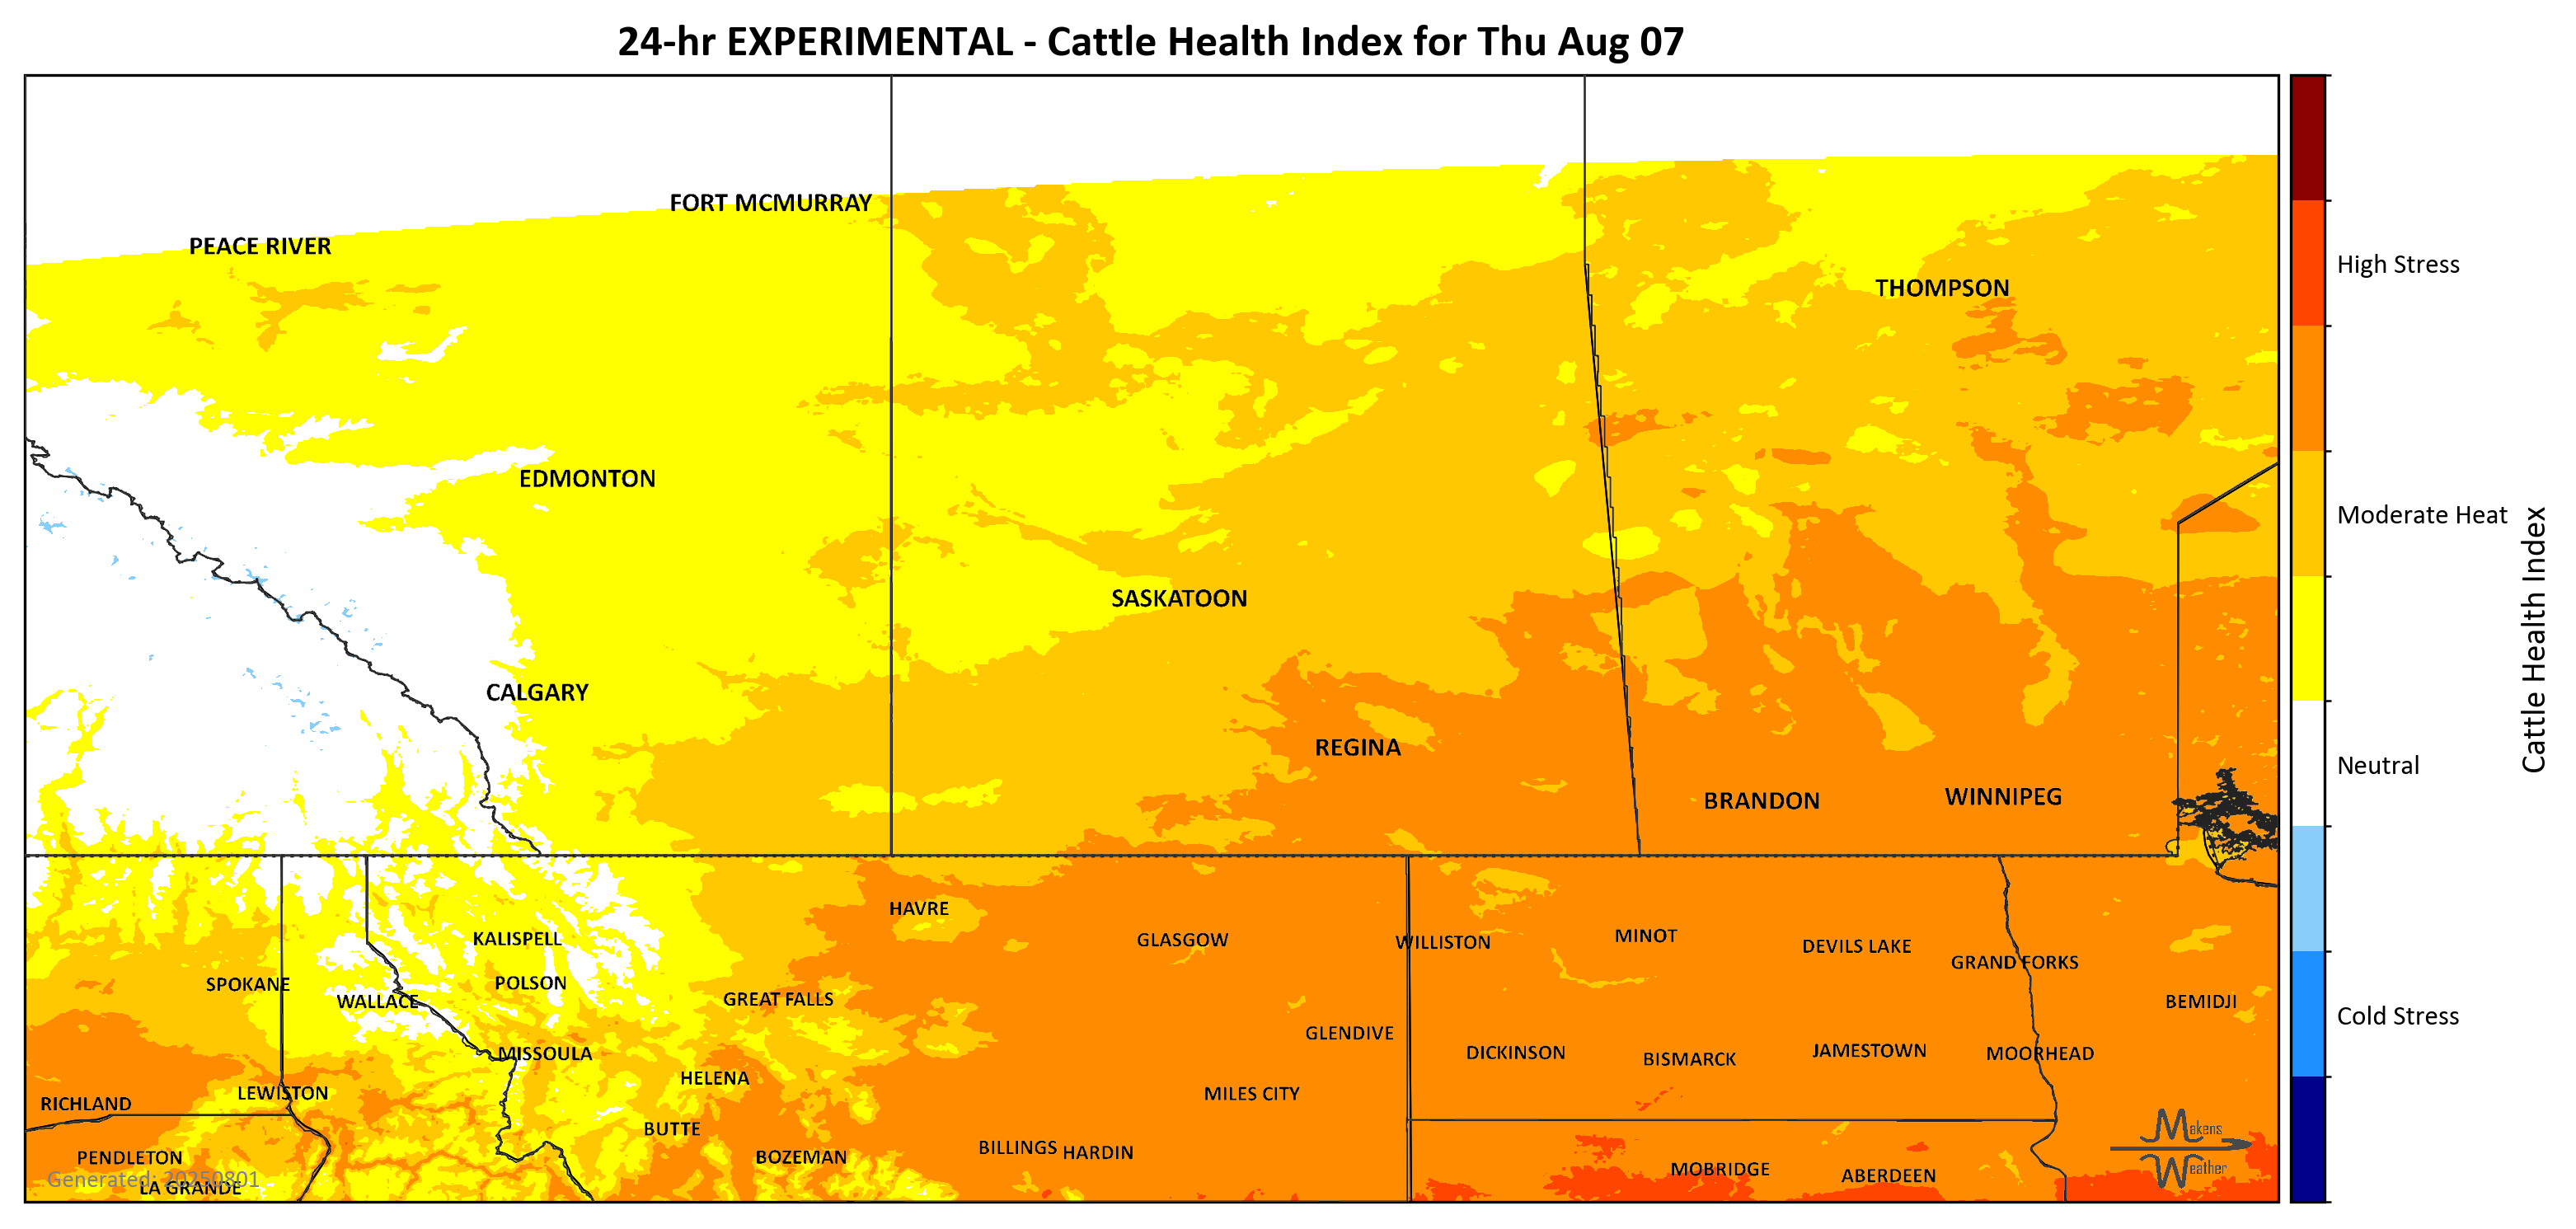 24-hr EXPERIMENTAL - Cattle Health Index for Thu Aug 07
FORT MCMURRAY
PEACE RIVER
High Stress
THOMPSON
EDMONTON
Moderate Heat
SASKATOON
Cattle Health Index
CALGARY
REGINA
Neutral
BRANDON
WINNIPEG
HAVRE
KALISPELL
GLASGOW
WILLISTON
MINOT
DEVILS LAKE
GRAND FORKS
SPOKANE
POLSON
WALLACE
GREAT FALLS
BEMIDJI
Cold Stress
GLENDIVE
MISSOULA
DICKINSON
BISMARCK
JAMESTOWN
MOORHEAD
HELENA
LEWISTON
MILES CITY
RICHLAND
BUTTE
Makens
Weather
PENDLETON
BOZEMAN
BILLINGS
HARDIN
MOBRIDGE
ABERDEEN
Generated: 20250801
LA GRANDE